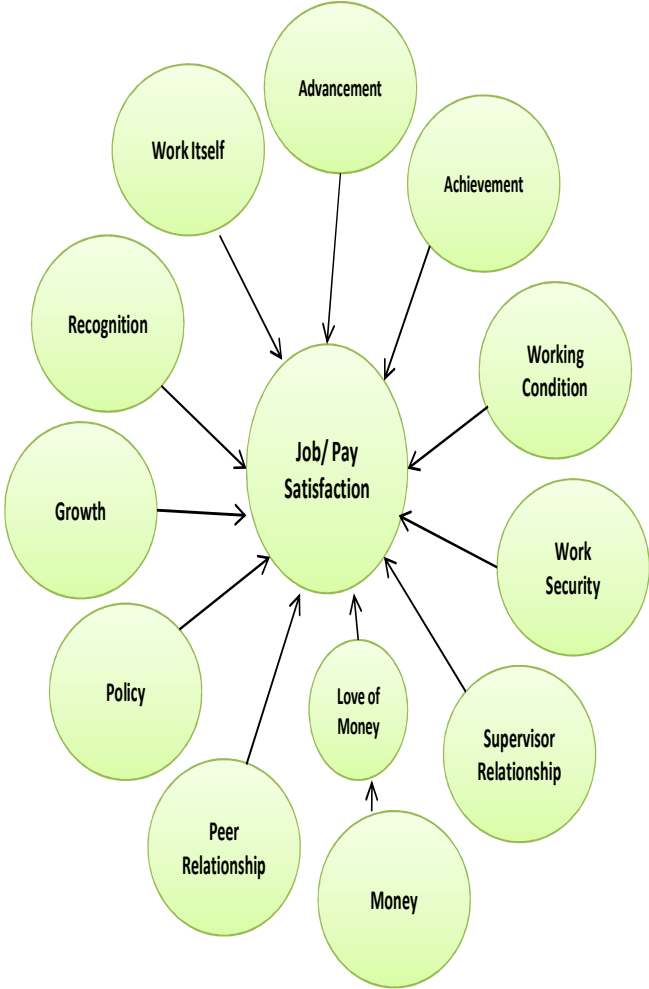 Advancement
Work Itself
Achievement
Recognition
Working
Condition
Job/ Pay
Satisfaction
Growth
Work
Security
Policy
Love of
Money
Supervisor
Relationship
Peer
Relationship
Money